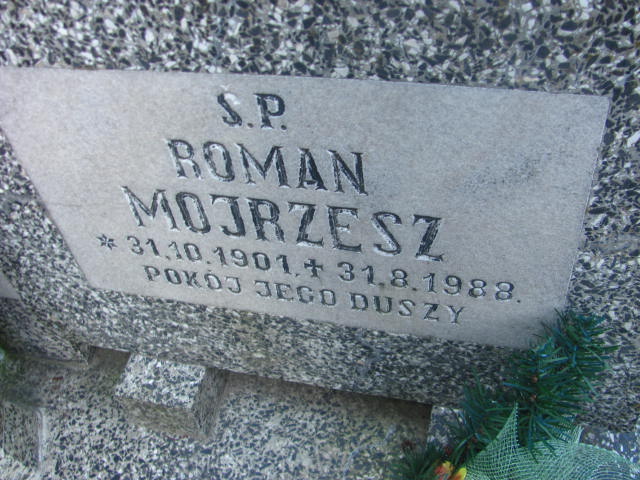 Ś.P.
ROMAN
MOJRZESZ
* 31.10.1901. + 31.8.1988.
POKÓJ JEGO DUSZY